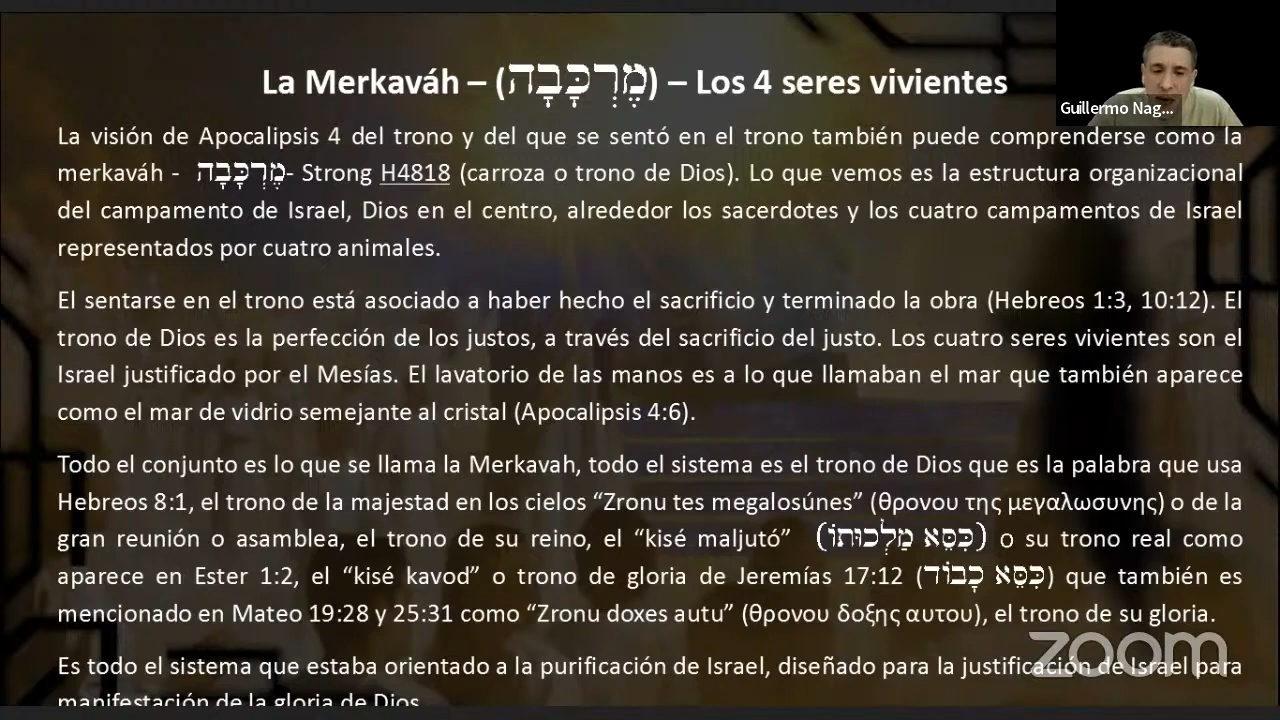 La Merkaváh – (מֶרְכָּבָה) – Los 4 seres vivientes
Guillermo Nag...
La visión de Apocalipsis 4 del trono y del que se sentó en el trono también puede comprenderse como la
merkaváh - מֶרְכָּבָה- Strong H4818 (carroza o trono de Dios). Lo que vemos es la estructura organizacional
del campamento de Israel, Dios en el centro, alrededor los sacerdotes y los cuatro campamentos de Israel
representados por cuatro animales.
El sentarse en el trono está asociado a haber hecho el sacrificio y terminado la obra (Hebreos 1:3, 10:12). El
trono de Dios es la perfección de los justos, a través del sacrificio del justo. Los cuatro seres vivientes son el
Israel justificado por el Mesías. El lavatorio de las manos es a lo que llamaban el mar que también aparece
como el mar de vidrio semejante al cristal (Apocalipsis 4:6).
Todo el conjunto es lo que se llama la Merkavah, todo el sistema es el trono de Dios que es la palabra que usa
Hebreos 8:1, el trono de la majestad en los cielos “Zronu tes megalosúnes” (θρονου της μεγαλωσυνης) o de la
gran reunión o asamblea, el trono de su reino, el “kisé maljutó” (כִּסֵּא מַלְכוּתוֹ) o su trono real como
aparece en Ester 1:2, el “kisé kavod” o trono de gloria de Jeremías 17:12 (כִּסֵּא כָבוֹד) que también es
mencionado en Mateo 19:28 y 25:31 como “Zronu doxes autu” (θρονου δοξης αυτου), el trono de su gloria.
Es todo el sistema que estaba orientado a la purificación de Israel, diseñado para la justificación de Israel para
manifestación de la gloria de Dios
zoom